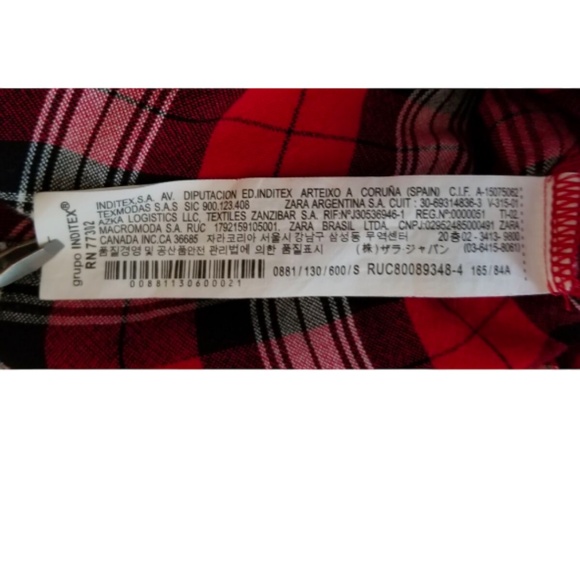 grupo INDITEX®
RN 77302
INDITEX,S.A. AV. DIPUTACION ED.INDITEX ARTEIXO A CORUÑA (SPAIN) C.I.F. A-15075062
TEXMODAS S.A.S SIC 900.123.408 ZARA ARGENTINA S.A. CUIT : 30-69314836-3 V-315-01
AZKA LOGISTICS LLC, TEXTILES ZANZIBAR S.A. RIF:NºJ30536946-1 REG.Nº0000051 TI-02
MACROMODA S.A. RUC 1792159105001. ZARA BRASIL LTDA. CNPJ:02952485000491 ZI-01
CANADA INC.CA 36685 자라코리아 서울시강남구 삼성동 무역센터 20층02-3413-9800
품질경영 및 공산품안전 관리법에 의한 품질표시 (株)ザラ ジャパン (03-6415-8061)
0881/130/600/S RUC80089348-4 165/84A
00881130600021